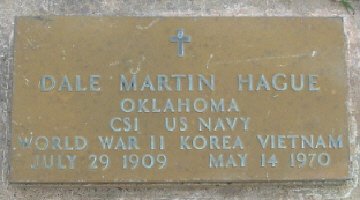 DALE MARTIN HAGUE
OKLAHOMA
CS1 US NAVY
WORLD WAR II KOREA VIETNAM
JULY 29 1909 MAY 14 1970